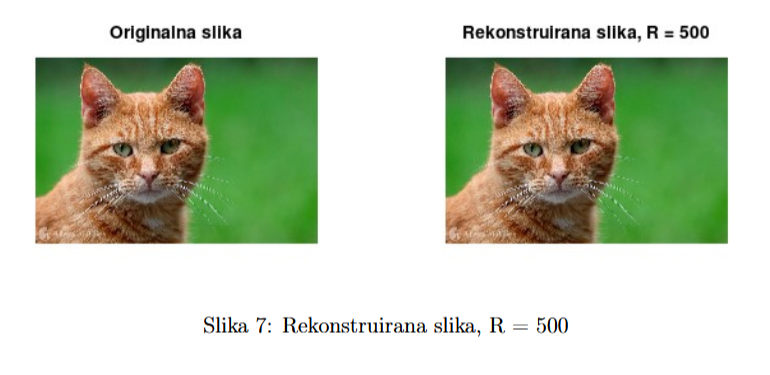 Originalna slika
Rekonstruirana slika, R = 500
Slika 7: Rekonstruirana slika, R = 500